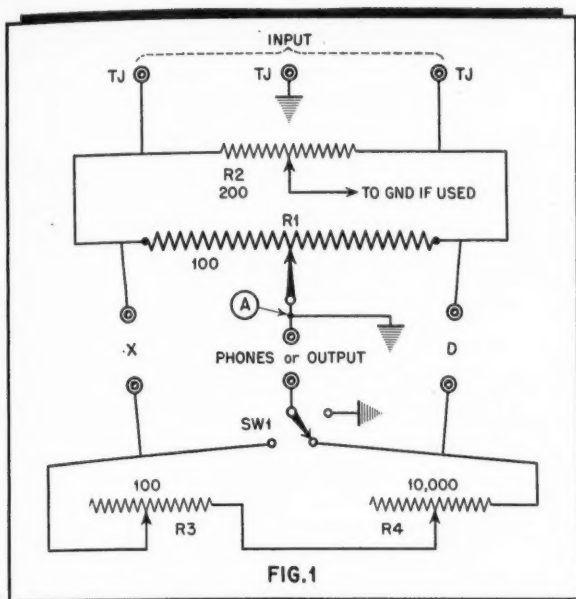 INPUT
TJ TJ TJ
R2
200
TO GND IF USED
R1
100
A
X
PHONES or OUTPUT
D
SW1
100
10,000
R3
R4
FIG.1